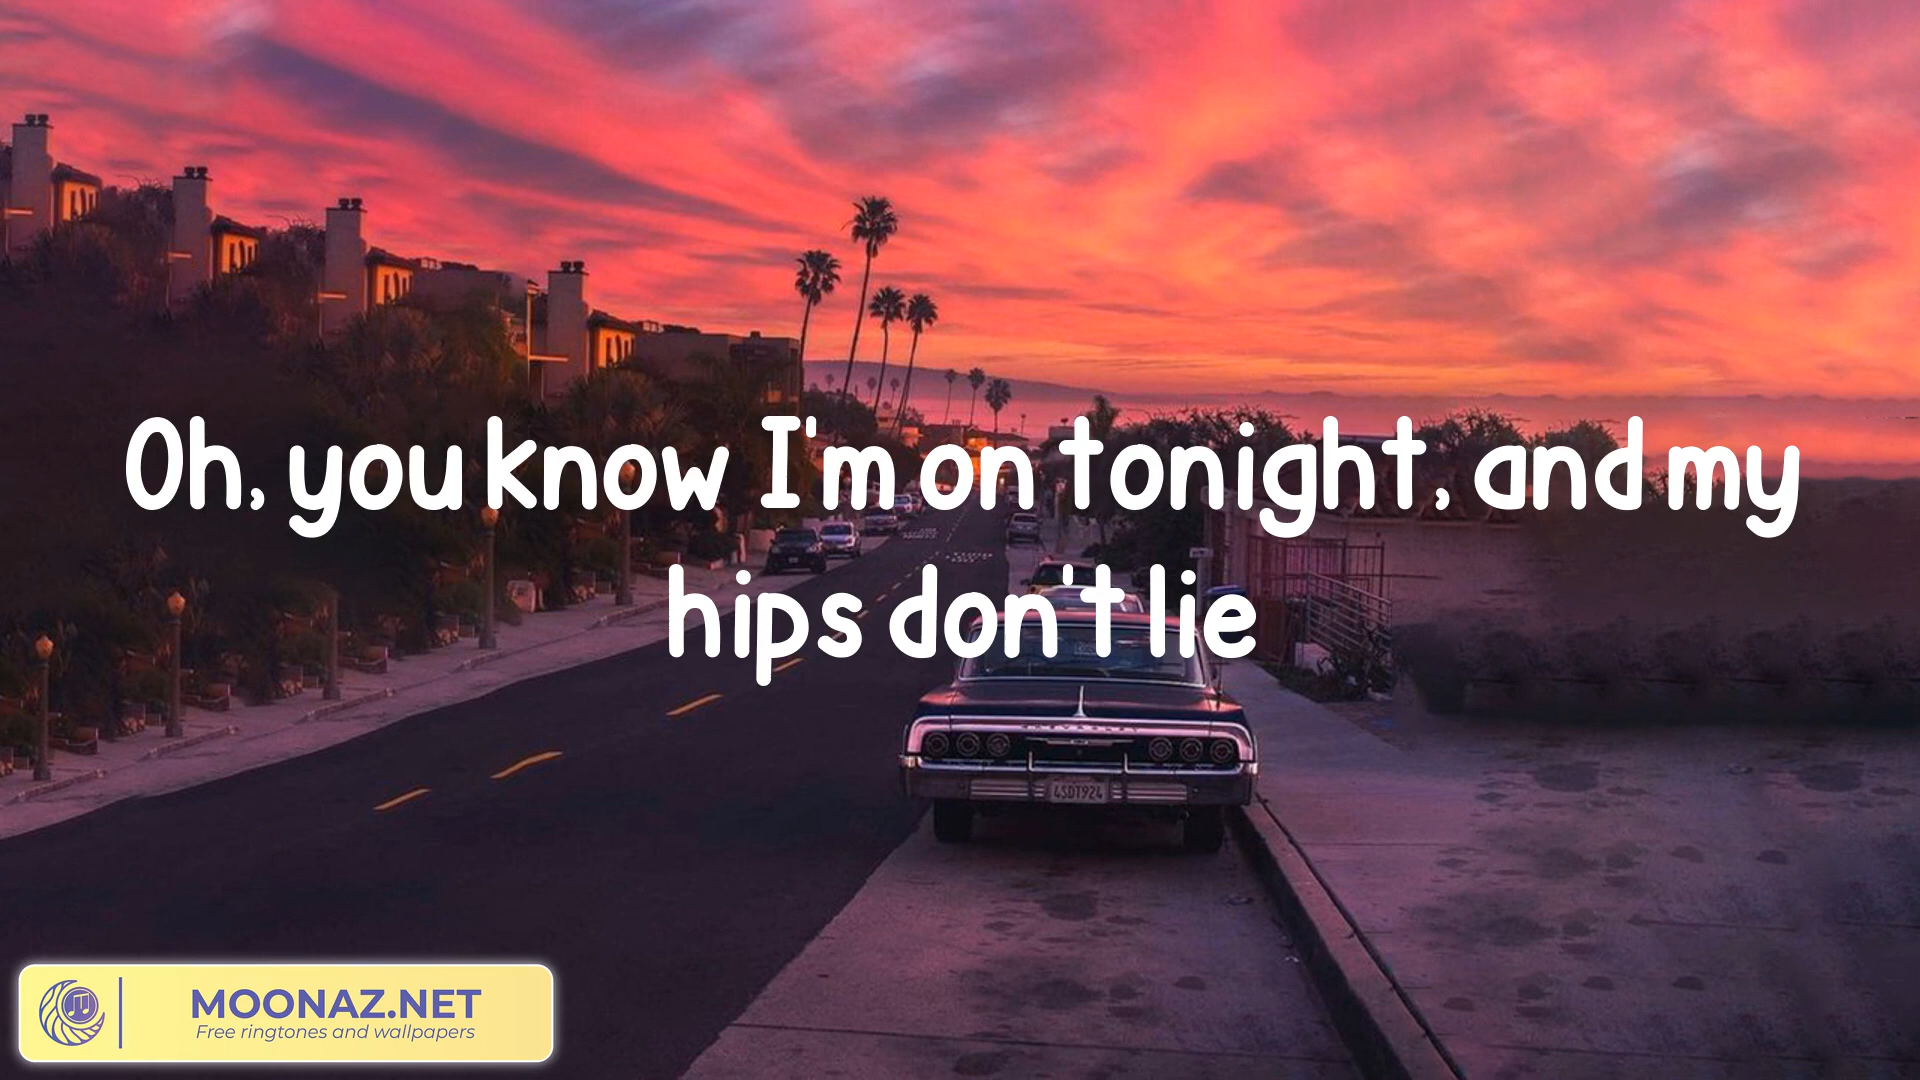 Oh, you know I'm on tonight, and my
hips don't lie
4SDT924
MOONAZ.NET
Free ringtones and wallpapers